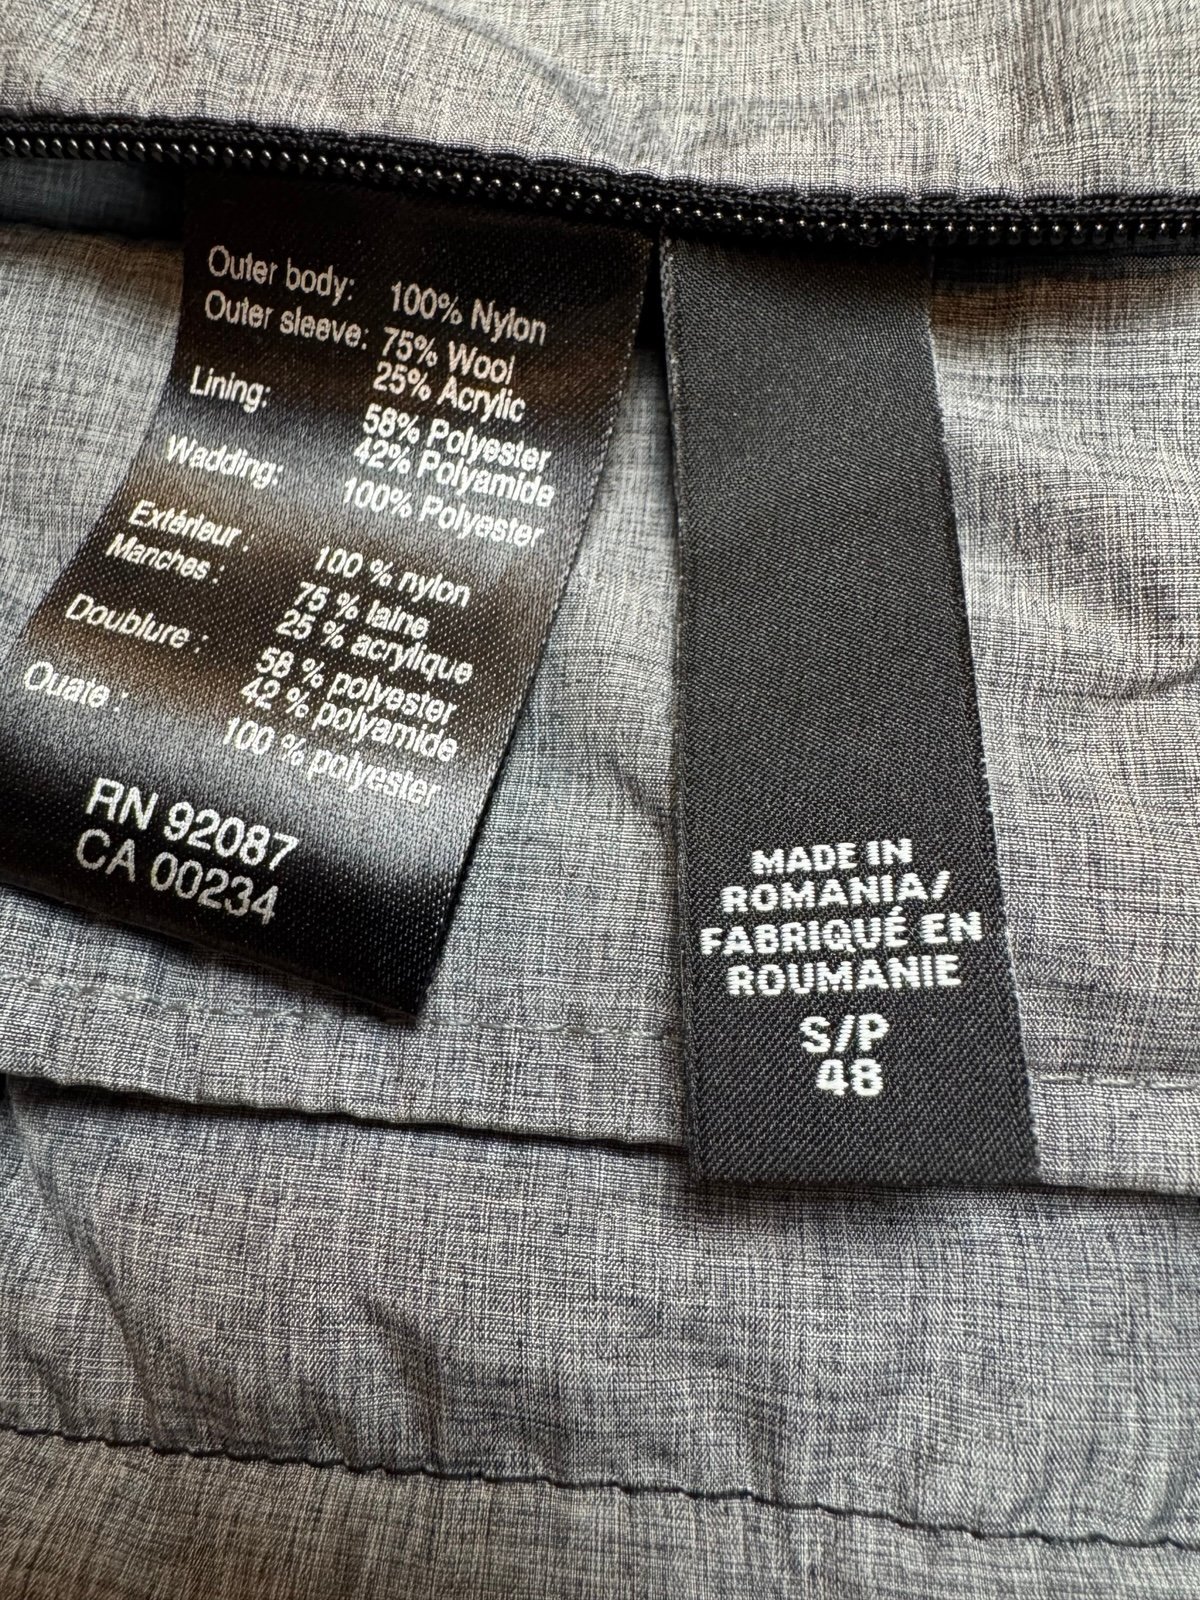 Outer body: 100% Nylon
Outer sleeve: 75% Wool
25% Acrylic
Lining: 58% Polyester
42% Polyamide
Wadding: 100% Polyester
Extérieur : 100 % nylon
Manches : 75 % laine
25 % acrylique
Doublure : 58 % polyester
42 % polyamide
Ouate : 100 % polyester
RN 92087
CA 00234
MADE IN
ROMANIA/
FABRIQUÉ EN
ROUMANIE
S/P
48